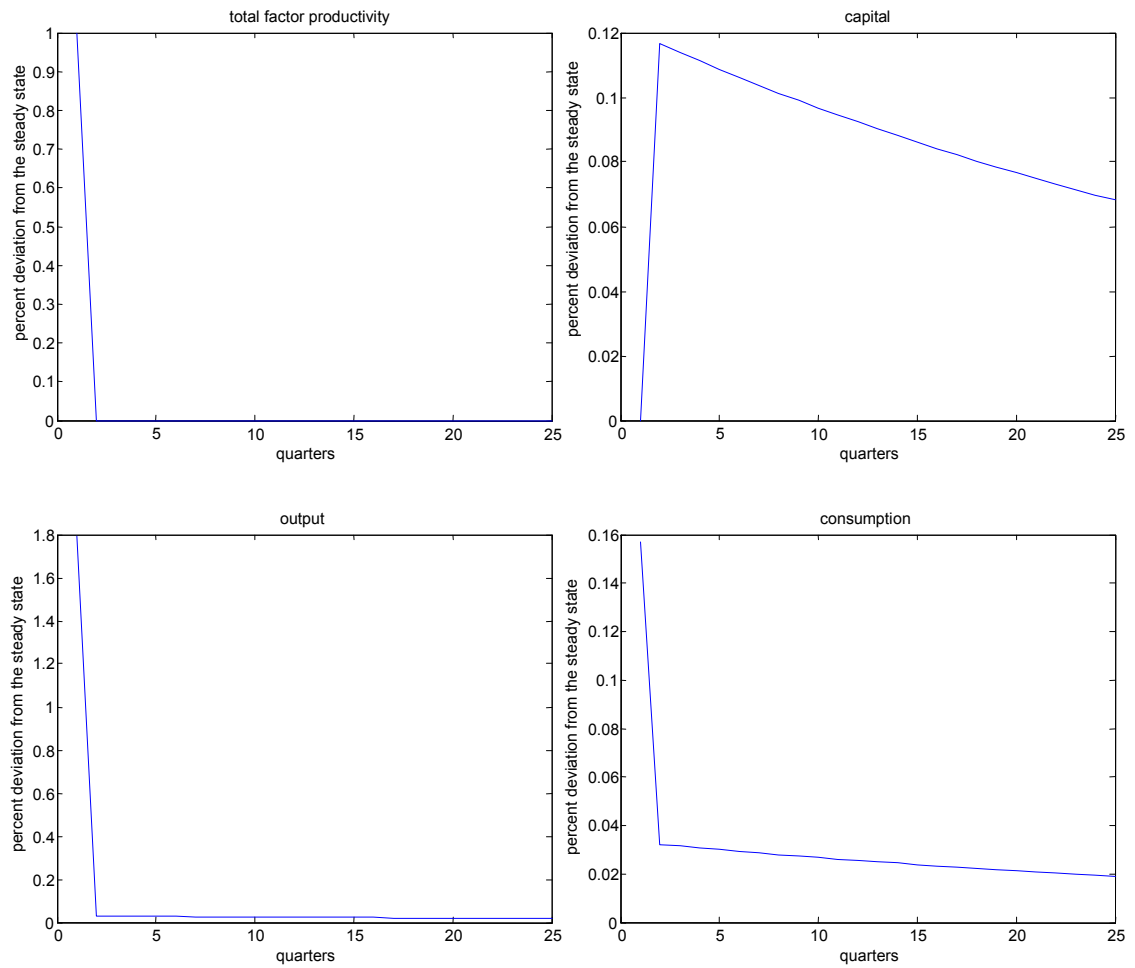 total factor productivity
percent deviation from the steady state
1
0.9
0.8
0.7
0.6
0.5
0.4
0.3
0.2
0.1
0
0 5 10 15 20 25
quarters
capital
percent deviation from the steady state
0.12
0.1
0.08
0.06
0.04
0.02
0
0 5 10 15 20 25
quarters
output
percent deviation from the steady state
1.8
1.6
1.4
1.2
1
0.8
0.6
0.4
0.2
0
0 5 10 15 20 25
quarters
consumption
percent deviation from the steady state
0.16
0.14
0.12
0.1
0.08
0.06
0.04
0.02
0
0 5 10 15 20 25
quarters